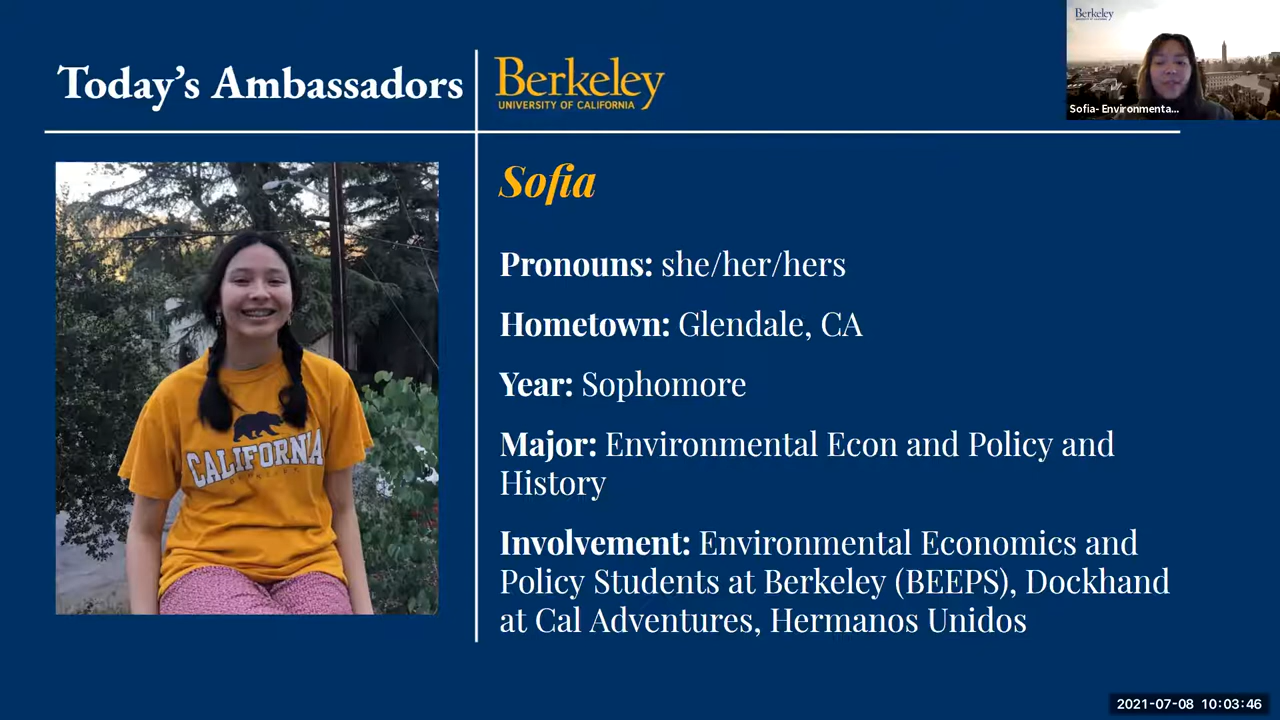 Today's Ambassadors
Berkeley
UNIVERSITY OF CALIFORNIA
Berkeley
Sofia- Environmenta...
Sofia
Pronouns: she/her/hers
Hometown: Glendale, CA
Year: Sophomore
Major: Environmental Econ and Policy and
History
Involvement: Environmental Economics and
Policy Students at Berkeley (BEEPS), Dockhand
at Cal Adventures, Hermanos Unidos
CALIFORNIA
2021-07-08 10:03:46